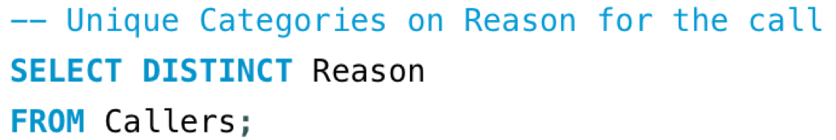 -- Unique Categories on Reason for the call
SELECT DISTINCT Reason
FROM Callers;